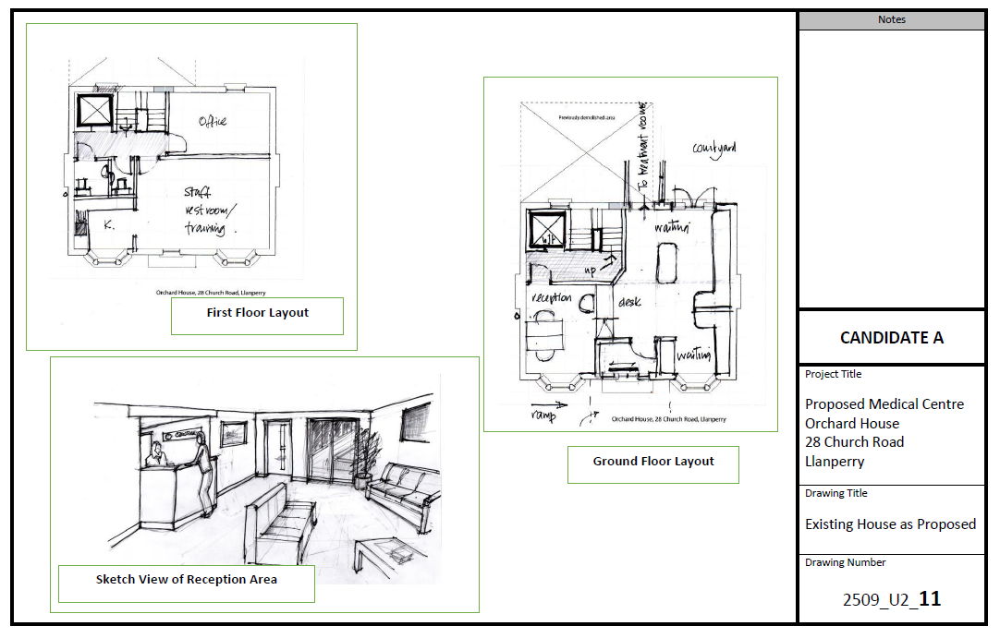 Office
Staff
restroom/
training.
K.
Orchard House, 28 Church Road, Llanperry
First Floor Layout
Sketch View of Reception Area
Previously demolished area
To treatment rooms
courtyard
waiting
lift
up
reception
desk
waiting
ramp
Orchard House, 28 Church Road, Llanperry
Ground Floor Layout
Notes
CANDIDATE A
Project Title
Proposed Medical Centre
Orchard House
28 Church Road
Llanperry
Drawing Title
Existing House as Proposed
Drawing Number
2509_U2_11